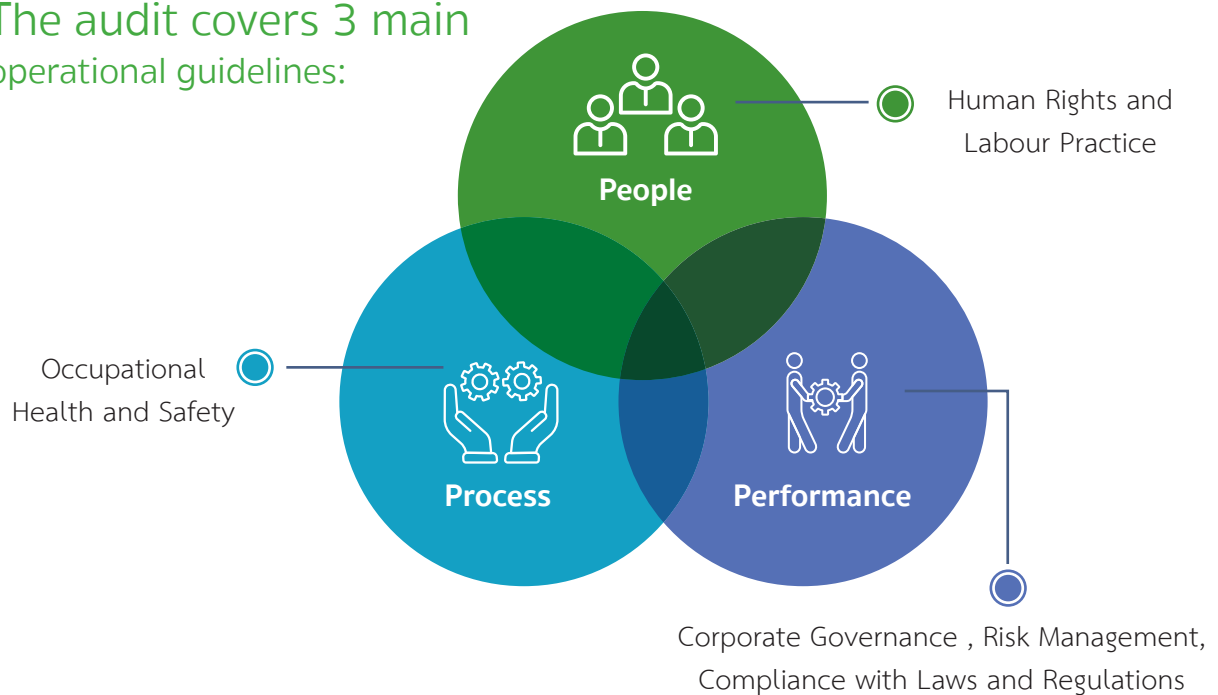 The audit covers 3 main
operational guidelines:
Human Rights and
Labour Practice
People
Occupational
Health and Safety
Process
Performance
Corporate Governance , Risk Management,
Compliance with Laws and Regulations